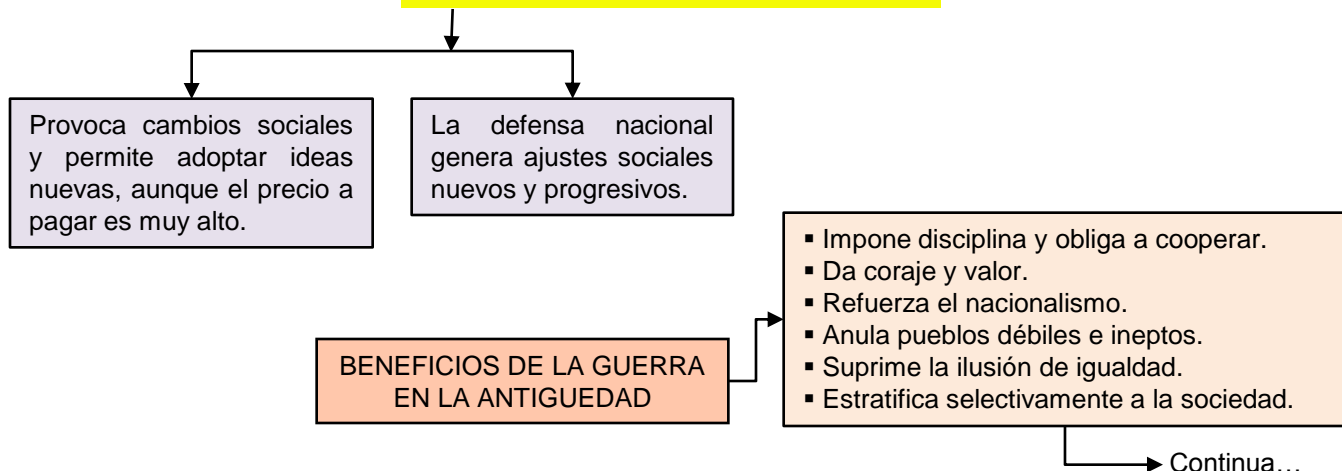 Provoca cambios sociales
y permite adoptar ideas
nuevas, aunque el precio a
pagar es muy alto.
La defensa nacional
genera ajustes sociales
nuevos y progresivos.
BENEFICIOS DE LA GUERRA
EN LA ANTIGUEDAD
▪ Impone disciplina y obliga a cooperar.
▪ Da coraje y valor.
▪ Refuerza el nacionalismo.
▪ Anula pueblos débiles e ineptos.
▪ Suprime la ilusión de igualdad.
▪ Estratifica selectivamente a la sociedad.
Continua…